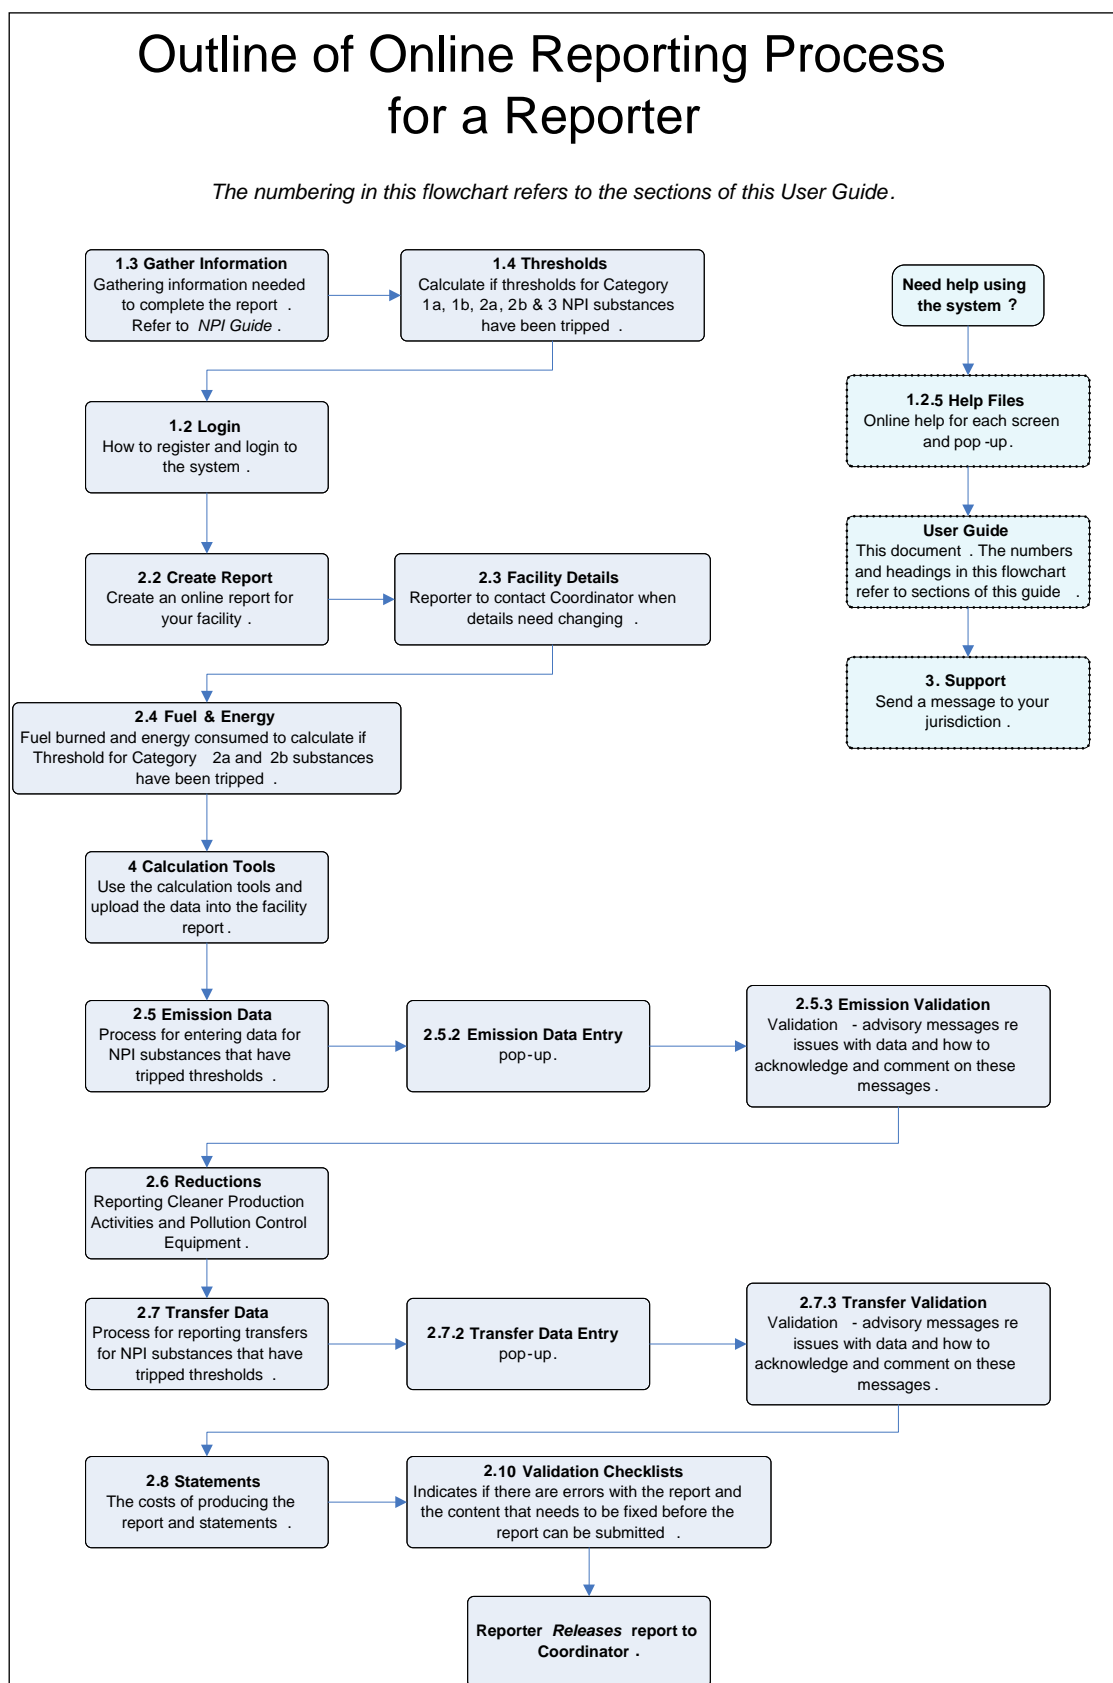 Outline of Online Reporting Process
for a Reporter
The numbering in this flowchart refers to the sections of this User Guide.
1.3 Gather Information
Gathering information needed
to complete the report .
Refer to NPI Guide .
1.4 Thresholds
Calculate if thresholds for Category
1a, 1b, 2a, 2b & 3 NPI substances
have been tripped .
Need help using
the system ?
1.2.5 Help Files
Online help for each screen
and pop -up.
1.2 Login
How to register and login to
the system .
User Guide
This document . The numbers
and headings in this flowchart
refer to sections of this guide .
2.2 Create Report
Create an online report for
your facility .
2.3 Facility Details
Reporter to contact Coordinator when
details need changing .
3. Support
Send a message to your
jurisdiction .
2.4 Fuel & Energy
Fuel burned and energy consumed to calculate if
Threshold for Category 2a and 2b substances
have been tripped .
4 Calculation Tools
Use the calculation tools and
upload the data into the facility
report .
2.5 Emission Data
Process for entering data for
NPI substances that have
tripped thresholds .
2.5.2 Emission Data Entry
pop-up.
2.5.3 Emission Validation
Validation - advisory messages re
issues with data and how to
acknowledge and comment on these
messages .
2.6 Reductions
Reporting Cleaner Production
Activities and Pollution Control
Equipment .
2.7 Transfer Data
Process for reporting transfers
for NPI substances that have
tripped thresholds .
2.7.2 Transfer Data Entry
pop-up.
2.7.3 Transfer Validation
Validation - advisory messages re
issues with data and how to
acknowledge and comment on these
messages .
2.8 Statements
The costs of producing the
report and statements .
2.10 Validation Checklists
Indicates if there are errors with the report and
the content that needs to be fixed before the
report can be submitted .
Reporter Releases report to
Coordinator .